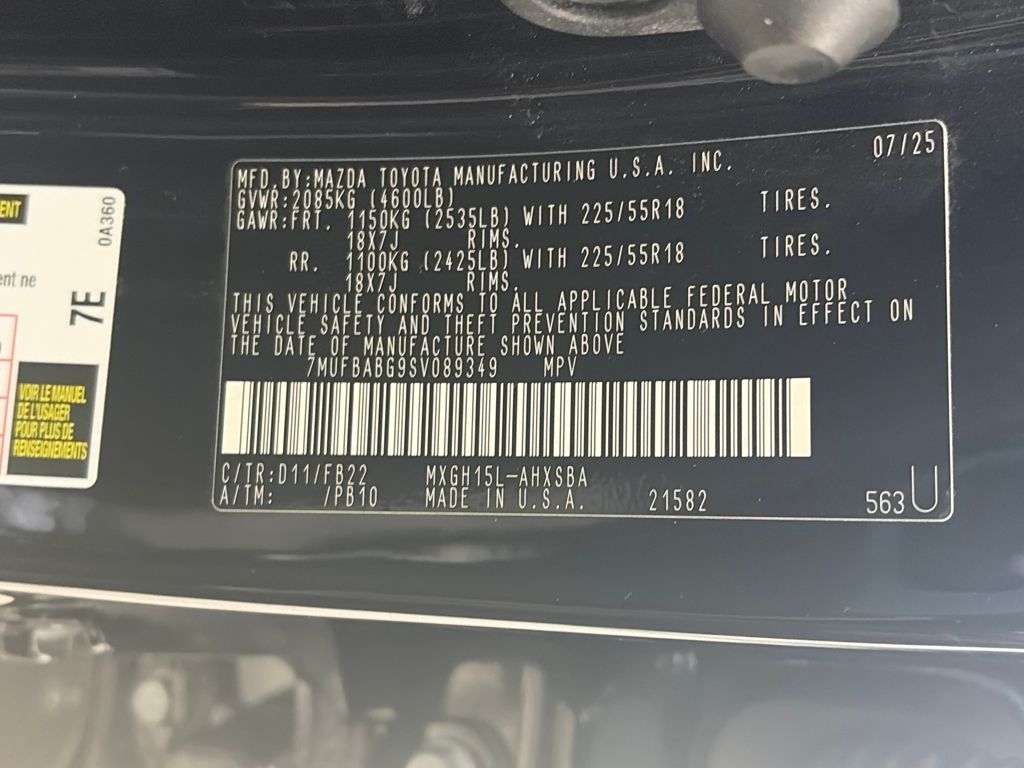 07/25
MFD.BY:MAZDA TOYOTA MANUFACTURING U.S.A. INC.
GVWR:2085KG (4600LB)
GAWR:FRT. 1150KG (2535LB) WITH 225/55R18 TIRES.
18X7J RIMS.
RR. 1100KG (2425LB) WITH 225/55R18 TIRES.
18X7J RIMS.
THIS VEHICLE CONFORMS TO ALL APPLICABLE FEDERAL MOTOR
VEHICLE SAFETY AND THEFT PREVENTION STANDARDS IN EFFECT ON
THE DATE OF MANUFACTURE SHOWN ABOVE
7MUFBABG9SV089349 MPV
C/TR:D11/FB22 MXGH15L-AHXSBA
A/TM: /PB10 MADE IN U.S.A. 21582
563 U
ENT
0A360
ent ne
7E
VOIR LE MANUEL
DE L'USAGER
POUR PLUS DE
RENSEIGNEMENTS